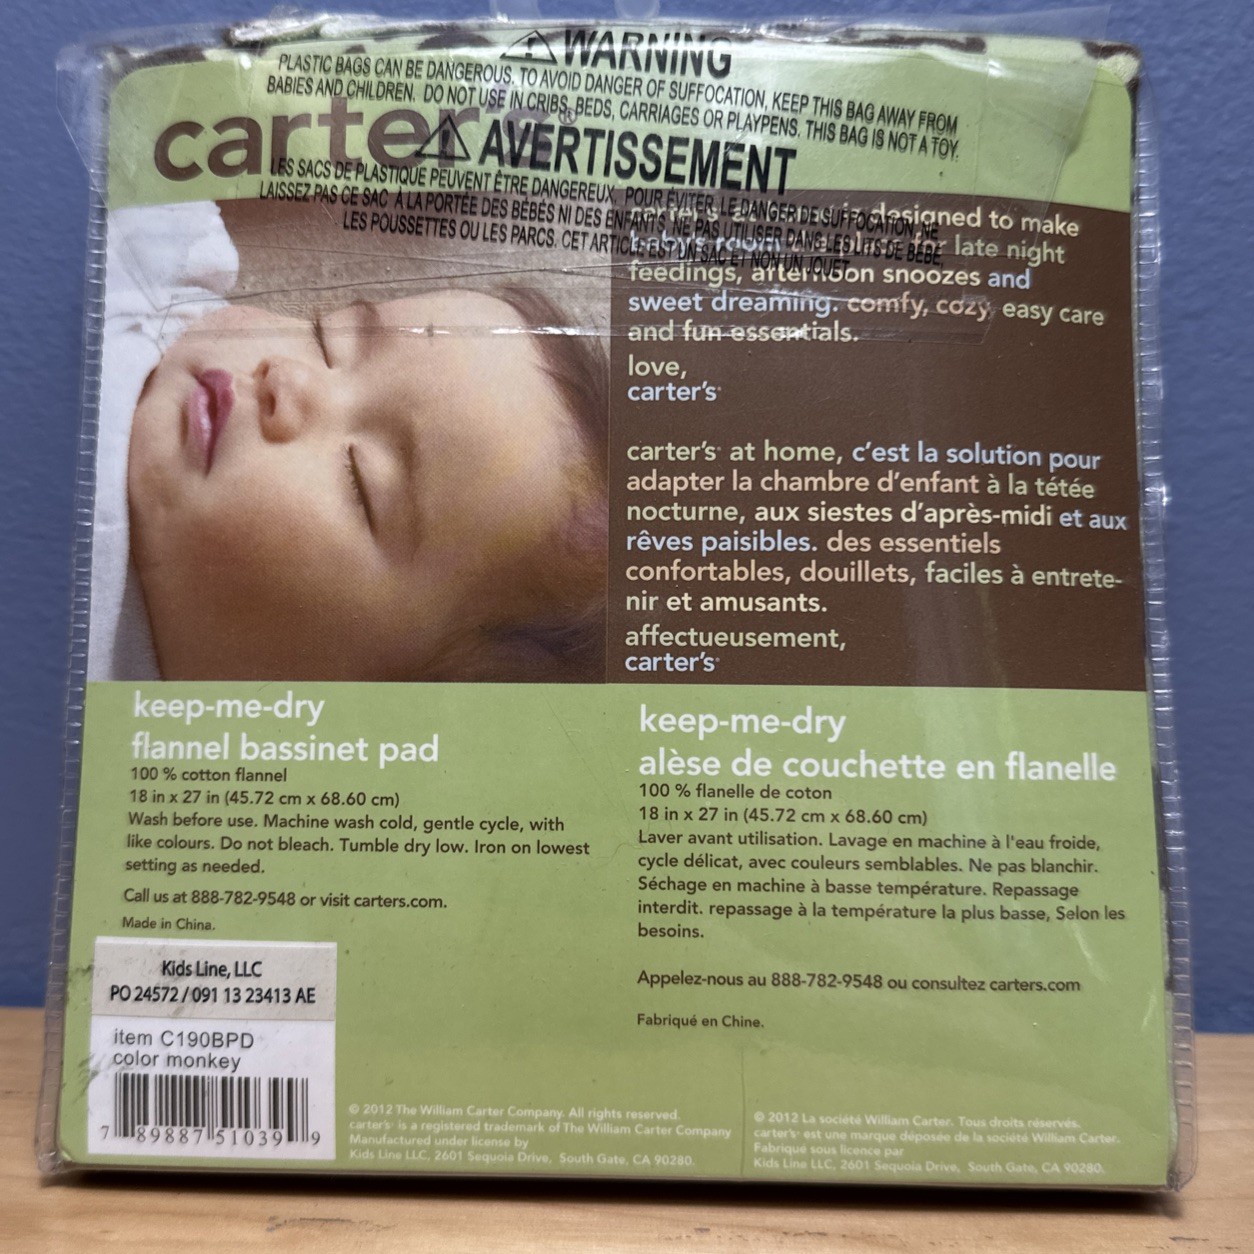 WARNING
PLASTIC BAGS CAN BE DANGEROUS. TO AVOID DANGER OF SUFFOCATION, KEEP THIS BAG AWAY FROM
BABIES AND CHILDREN. DO NOT USE IN CRIBS, BEDS, CARRIAGES OR PLAYPENS. THIS BAG IS NOT A TOY.
carter's®
AVERTISSEMENT
LES SACS DE PLASTIQUE PEUVENT ÊTRE DANGEREUX. POUR ÉVITER LE DANGER DE SUFFOCATION, NE
LAISSEZ PAS CE SAC À LA PORTÉE DES BÉBÉS NI DES ENFANTS. NE PAS UTILISER DANS LES LITS DE BÉBÉ,
LES POUSSETTES OU LES PARCS. CET ARTICLE EST UN SAC ET NON UN JOUET.
is designed to make
baby's room late night
feedings, afternoon snoozes and
sweet dreaming. comfy, cozy, easy care
and fun essentials.
love,
carter's
carter's at home, c'est la solution pour
adapter la chambre d'enfant à la tétée
nocturne, aux siestes d'après-midi et aux
rêves paisibles. des essentiels
confortables, douillets, faciles à entrete-
nir et amusants.
affectueusement,
carter's
keep-me-dry
flannel bassinet pad
100 % cotton flannel
18 in x 27 in (45.72 cm x 68.60 cm)
Wash before use. Machine wash cold, gentle cycle, with
like colours. Do not bleach. Tumble dry low. Iron on lowest
setting as needed.
Call us at 888-782-9548 or visit carters.com.
Made in China.
keep-me-dry
alèse de couchette en flanelle
100 % flanelle de coton
18 in x 27 in (45.72 cm x 68.60 cm)
Laver avant utilisation. Lavage en machine à l'eau froide,
cycle délicat, avec couleurs semblables. Ne pas blanchir.
Séchage en machine à basse température. Repassage
interdit. repassage à la température la plus basse, Selon les
besoins.
Appelez-nous au 888-782-9548 ou consultez carters.com
Fabriqué en Chine.
Kids Line, LLC
PO 24572 / 091 13 23413 AE
item C190BPD
color monkey
7 89887 51039 9
© 2012 The William Carter Company. All rights reserved.
carter's is a registered trademark of The William Carter Company
Manufactured under license by
Kids Line LLC, 2601 Sequoia Drive, South Gate, CA 90280.
© 2012 La société William Carter. Tous droits réservés.
carter's est une marque déposée de la société William Carter.
Fabriqué sous licence par
Kids Line LLC, 2601 Sequoia Drive, South Gate, CA 90280.